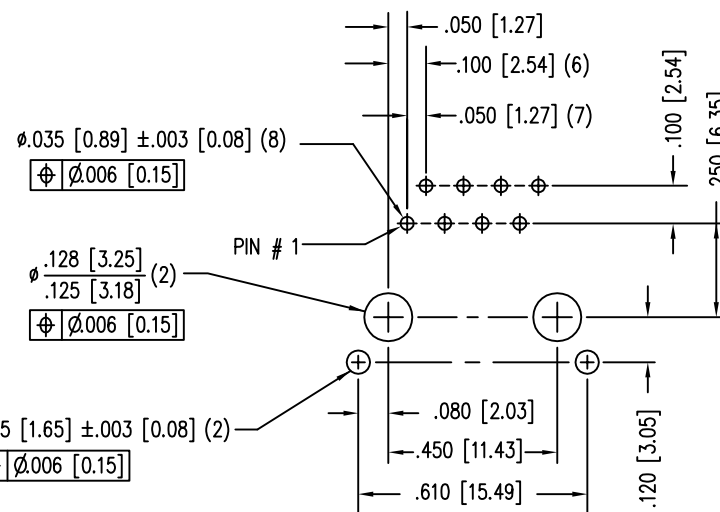 .050 [1.27]
.100 [2.54] (6)
.050 [1.27] (7)
.100 [2.54]
.250 [6.35]
⌀.035 [0.89] ±.003 [0.08] (8)
⌖ ⌀.006 [0.15]
PIN # 1
⌀ .128 [3.25]
.125 [3.18] (2)
⌖ ⌀.006 [0.15]
5 [1.65] ±.003 [0.08] (2)
⌀.006 [0.15]
.080 [2.03]
.450 [11.43]
.610 [15.49]
.120 [3.05]